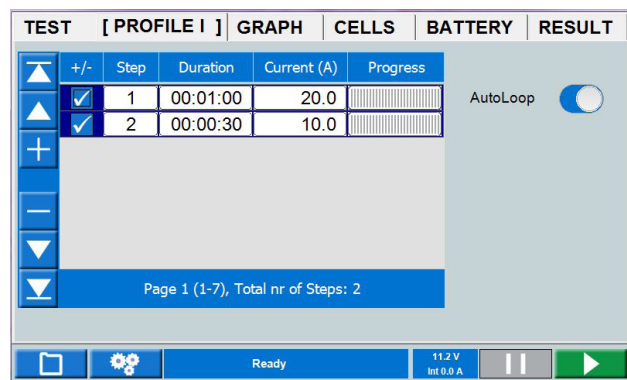 TEST [ PROFILE I ] GRAPH CELLS BATTERY RESULT
+/- Step Duration Current (A) Progress
1 00:01:00 20.0
AutoLoop
2 00:00:30 10.0
Page 1 (1-7), Total nr of Steps: 2
Ready
11.2 V
Int 0.0 A